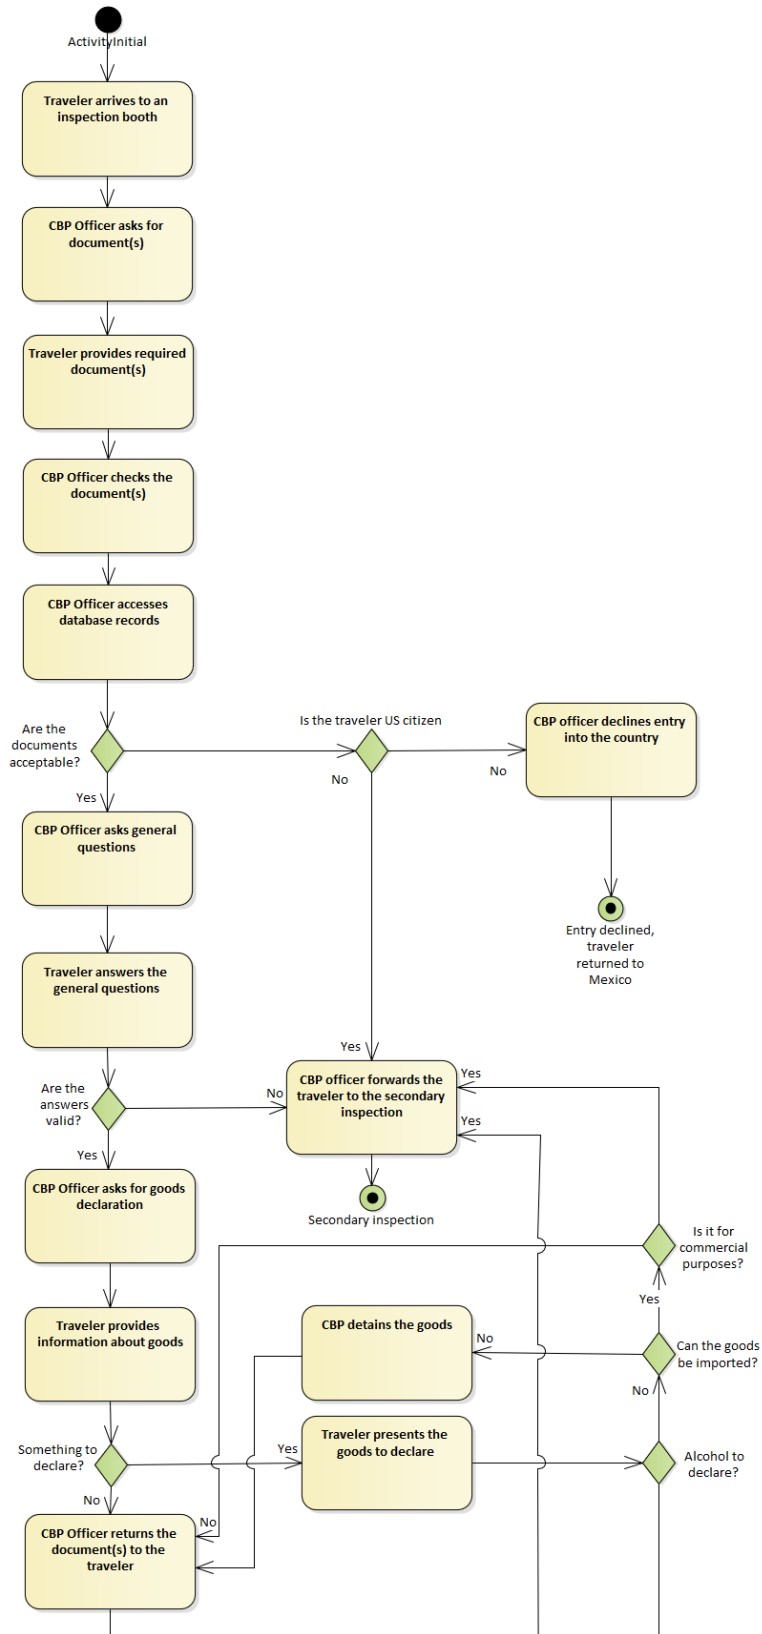 ActivityInitial
Traveler arrives to an
inspection booth
CBP Officer asks for
document(s)
Traveler provides required
document(s)
CBP Officer checks the
document(s)
CBP Officer accesses
database records
Are the
documents
acceptable?
Is the traveler US citizen
CBP officer declines entry
into the country
No
No
Yes
CBP Officer asks general
questions
Entry declined,
traveler
returned to
Mexico
Traveler answers the
general questions
Yes
Are the
answers
valid?
No
CBP officer forwards the
traveler to the secondary
inspection
Yes
Yes
Yes
CBP Officer asks for goods
declaration
Secondary inspection
Is it for
commercial
purposes?
Yes
Traveler provides
information about goods
CBP detains the goods
No
Can the goods
be imported?
No
Something to
declare?
Yes
Traveler presents the
goods to declare
Alcohol to
declare?
No
No
CBP Officer returns the
document(s) to the
traveler